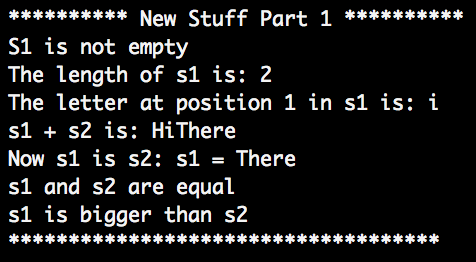 ********** New Stuff Part 1 **********
S1 is not empty
The length of s1 is: 2
The letter at position 1 in s1 is: i
s1 + s2 is: HiThere
Now s1 is s2: s1 = There
s1 and s2 are equal
s1 is bigger than s2
************************************